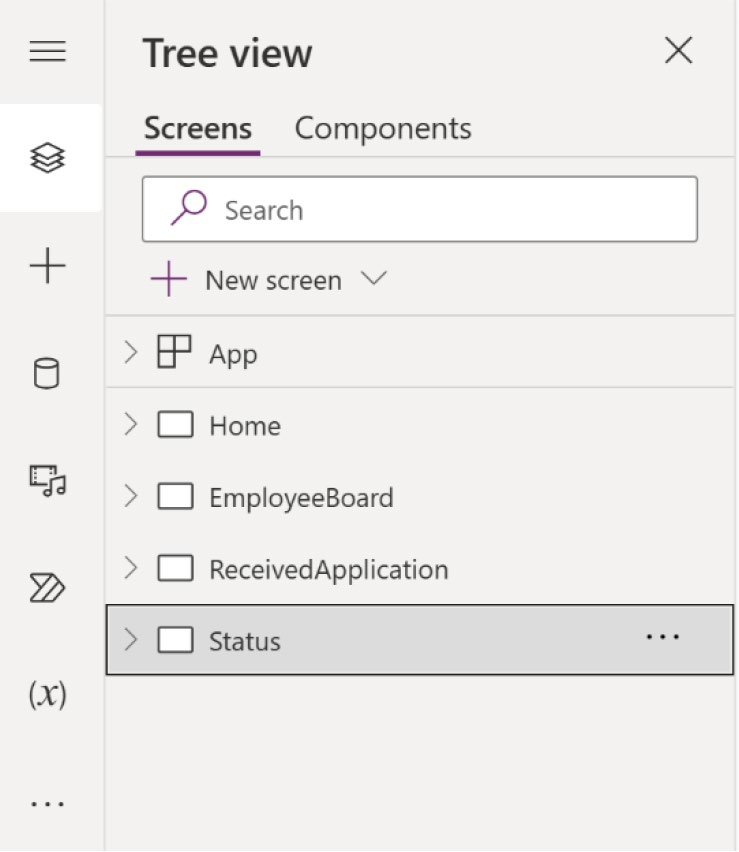 Tree view
Screens Components
Search
New screen
App
Home
EmployeeBoard
ReceivedApplication
Status
(x)